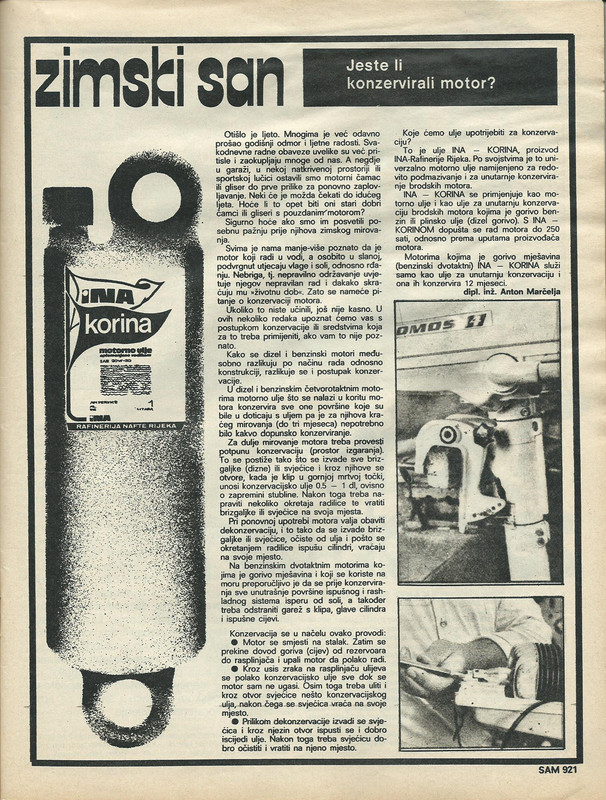 zimski san
Jeste li
konzervirali motor?
Otišlo je ljeto. Mnogima je već odavno
prošao godišnji odmor i ljetne radosti. Sva-
kodnevne radne obaveze uvelike su već pri-
tisle i zaokupljaju mnoge od nas. A negdje
u garaži, u nekoj natkrivenoj prostoriji ili
sportskoj lučici ostavili smo motorni čamac
ili gliser do prve prilike za ponovno zaplov-
ljavanje. Neki će je možda čekati do idućeg
ljeta. Hoće li to opet biti oni stari dobri
čamci ili gliseri s pouzdanim motorom?
Sigurno hoće ako smo im posvetili po-
sebnu pažnju prije njihova zimskog mirova-
nja.
Svima je nama manje-više poznato da je
motor koji radi u vodi, a osobito u slanoj,
podvrgnut utjecaju vlage i soli, odnosno rđa-
nju. Nebriga, tj. nepravilno održavanje uvje-
tuje njegov nepravilan rad i dakako skrać-
ću mu »životnu dob«. Zato se nameće pi-
tanje o konzervaciji motora.
Ukoliko to niste učinili, još nije kasno. U
ovih nekoliko redaka upoznat ćemo vas s
postupkom konzervacije ili sredstvima koja
za to treba primijeniti, ako vam to nije poz-
nato.
Kako se dizel i benzinski motori među-
sobno razlikuju po načinu rada odnosno
konstrukciji, razlikuje se i postupak konzer-
vacije.
U dizel i benzinskim četvorotaktnim moto-
rima motorno ulje što se nalazi u koritu mo-
tora konzervira sve one površine koje su
bile u doticaju s uljem pa je za njihova kra-
ćeg mirovanja (do tri mjeseca) nepotrebno
bilo kakvo dopunsko konzerviranje.
Za dulje mirovanje motora treba provesti
potpunu konzervaciju (prostor izgaranja).
To se postiže tako što se izvade sve briz-
galjke (dizne) ili svjećice i kroz njihove se
otvore, kada je klip u gornjoj mrtvoj točki,
unosi konzervacijsko ulje 0.5 — 1 dl, ovisno
o zapremini stubline. Nakon toga treba na-
praviti nekoliko okretaja radilice te vratiti
brizgaljke ili svjećice na svoja mjesta.
Pri ponovnoj upotrebi motora valja obaviti
dekonzervaciju, i to tako da se izvade briz-
galjke ili svjećice, očiste od ulja i pošto se
okretanjem radilice ispušu cilindri, vraćaju
na svoje mjesto.
Na benzinskim dvotaktnim motorima ko-
jima je gorivo mješavina i koji se koriste na
moru preporučljivo je da se prije konzervira-
nja sve unutrašnje površine ispušnog i rash-
ladnog sistema isperu od soli, a također
treba odstraniti garež s klipa, glave cilindra
i ispušne cijevi.
Konzervacija se u načelu ovako provodi:
● Motor se smjesti na stalak. Zatim se
prekine dovod goriva (cijev) od rezervoara
do rasplinjača i upali motor da polako radi.
● Kroz usis zraka na rasplinjaču ulijeva
se polako konzervacijsko ulje sve dok se
motor sam ne ugasi. Osim toga treba uliti i
kroz otvor svjećice nešto konzervacijskog
ulja, nakon čega se svjećica vraća na svoje
mjesto.
● Prilikom dekonzervacije izvadi se svje-
ćica i kroz njezin otvor ispusti se i dobro
iscijedi ulje. Nakon toga treba svjećicu do-
bro očistiti i vratiti na njeno mjesto.
Koje ćemo ulje upotrijebiti za konzerva-
ciju?
To je ulje INA — KORINA, proizvod
INA-Rafinerije Rijeka. Po svojstvima je to uni-
verzalno motorno ulje namijenjeno za redo-
vito podmazivanje i za unutarnje konzervira-
nje brodskih motora.
INA — KORINA se primjenjuje kao mo-
torno ulje i kao ulje za unutarnju konzerva-
ciju brodskih motora kojima je gorivo ben-
zin ili plinsko ulje (dizel gorivo). S INA —
KORINOM dopušta se rad motora do 250
sati, odnosno prema uputama proizvođača
motora.
Motorima kojima je gorivo mješavina
(benzinski dvotaktni) INA — KORINA služi
samo kao ulje za unutarnju konzervaciju i
ona ih konzervira 12 mjeseci.
dipl. inž. Anton Marčelja
INA
korina
motorno ulje
SAE 20W-50
1
LITARA
INA
RAFINERIJA NAFTE RIJEKA
OMOS
SAM 921